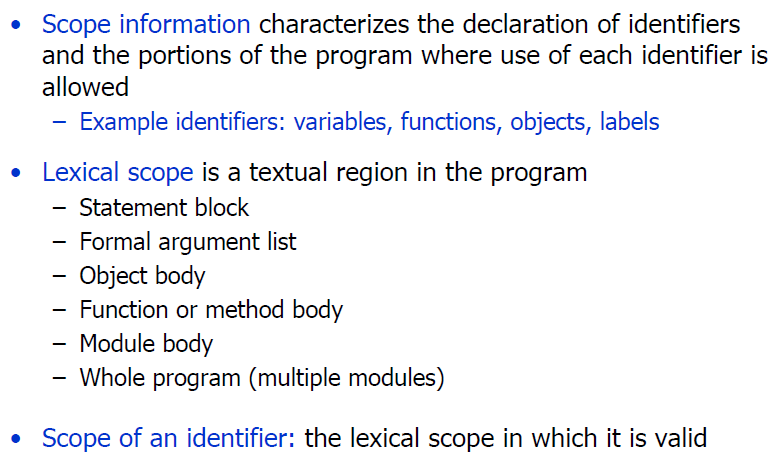 • Scope information characterizes the declaration of identifiers
and the portions of the program where use of each identifier is
allowed
– Example identifiers: variables, functions, objects, labels
• Lexical scope is a textual region in the program
– Statement block
– Formal argument list
– Object body
– Function or method body
– Module body
– Whole program (multiple modules)
• Scope of an identifier: the lexical scope in which it is valid